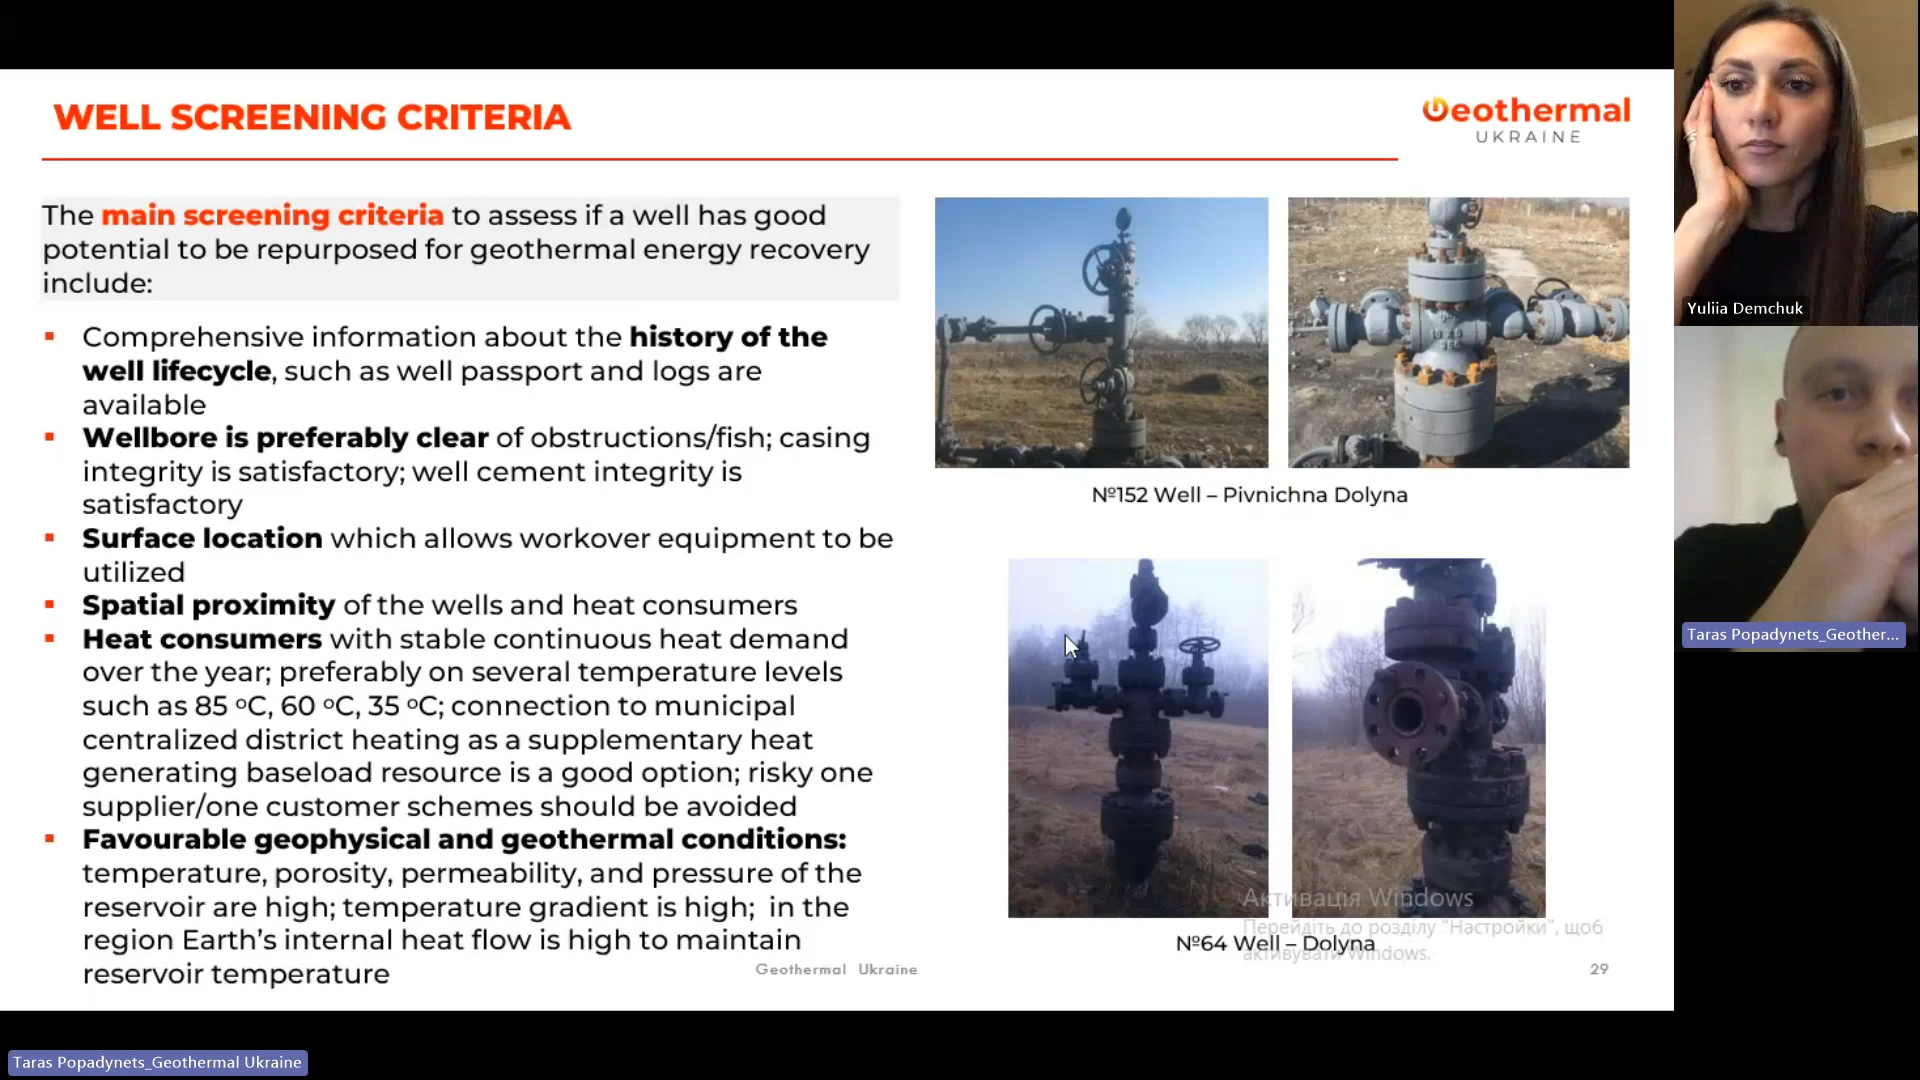 WELL SCREENING CRITERIA
Geothermal
UKRAINE
The main screening criteria to assess if a well has good
potential to be repurposed for geothermal energy recovery
include:
▪ Comprehensive information about the history of the
well lifecycle, such as well passport and logs are
available
▪ Wellbore is preferably clear of obstructions/fish; casing
integrity is satisfactory; well cement integrity is
satisfactory
▪ Surface location which allows workover equipment to be
utilized
▪ Spatial proximity of the wells and heat consumers
▪ Heat consumers with stable continuous heat demand
over the year; preferably on several temperature levels
such as 85 ºC, 60 ºC, 35 ºC; connection to municipal
centralized district heating as a supplementary heat
generating baseload resource is a good option; risky one
supplier/one customer schemes should be avoided
▪ Favourable geophysical and geothermal conditions:
temperature, porosity, permeability, and pressure of the
reservoir are high; temperature gradient is high;  in the
region Earth's internal heat flow is high to maintain
reservoir temperature
№152 Well – Pivnichna Dolyna
№64 Well – Dolyna
Активація Windows
Перейдіть до розділу "Настройки", щоб
активувати Windows.
Geothermal Ukraine
29
Yuliia Demchuk
Taras Popadynets_Geother...
Taras Popadynets_Geothermal Ukraine